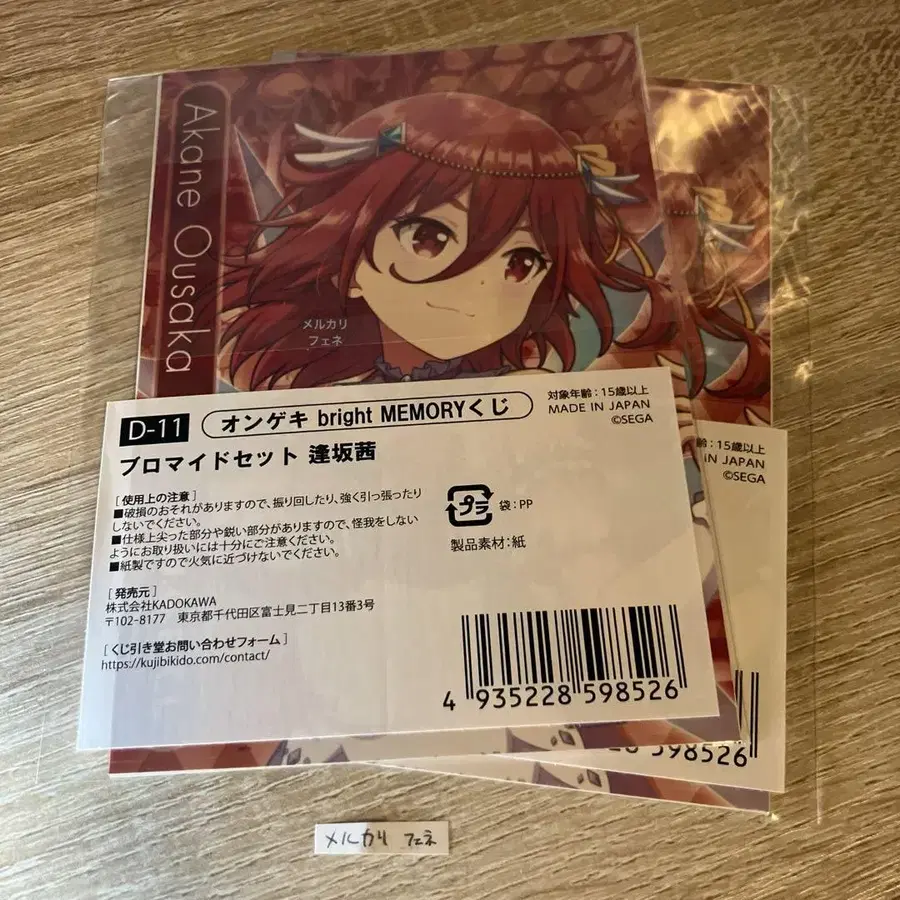 Akane Ousaka
メルカリ
フェネ
D-11
オンゲキ bright MEMORYくじ
ブロマイドセット 逢坂茜
対象年齢：15歳以上
MADE IN JAPAN
©SEGA
[使用上の注意]
■破損のおそれがありますので、振り回したり、強く引っ張ったり
しないでください。
■仕様上尖った部分や鋭い部分がありますので、怪我をしない
ようにお取り扱いには十分にご注意ください。
■紙製ですので火気に近づけないでください。
プラ
袋：PP
製品素材：紙
[発売元]
株式会社KADOKAWA
〒102-8177 東京都千代田区富士見二丁目13番3号
[くじ引き堂お問い合わせフォーム]
https://kujibikido.com/contact/
4 935228 598526
齢：15歳以上
IN JAPAN
©SEGA
598526
メルカリ フェネ